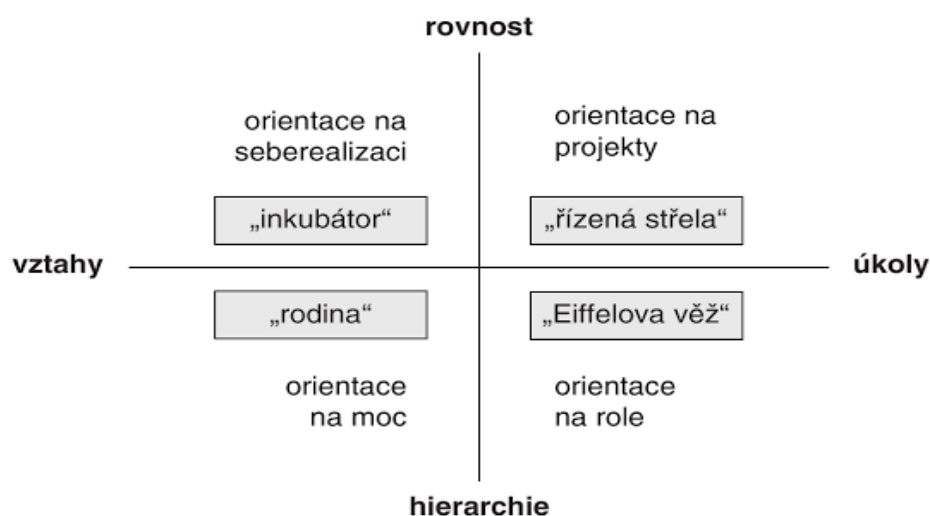 rovnost
orientace na
seberealizaci
orientace na
projekty
„inkubátor“
„řízená střela“
vztahy
úkoly
„rodina“
„Eiffelova věž“
orientace
na moc
orientace
na role
hierarchie